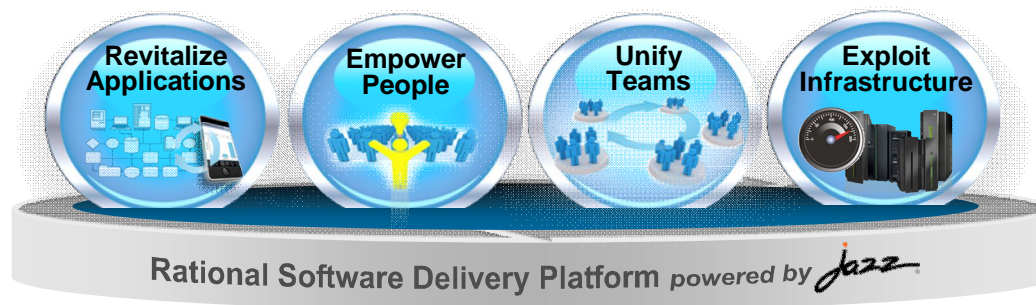 Revitalize
Applications
Empower
People
Unify
Teams
Exploit
Infrastructure
Rational Software Delivery Platform powered by jazz